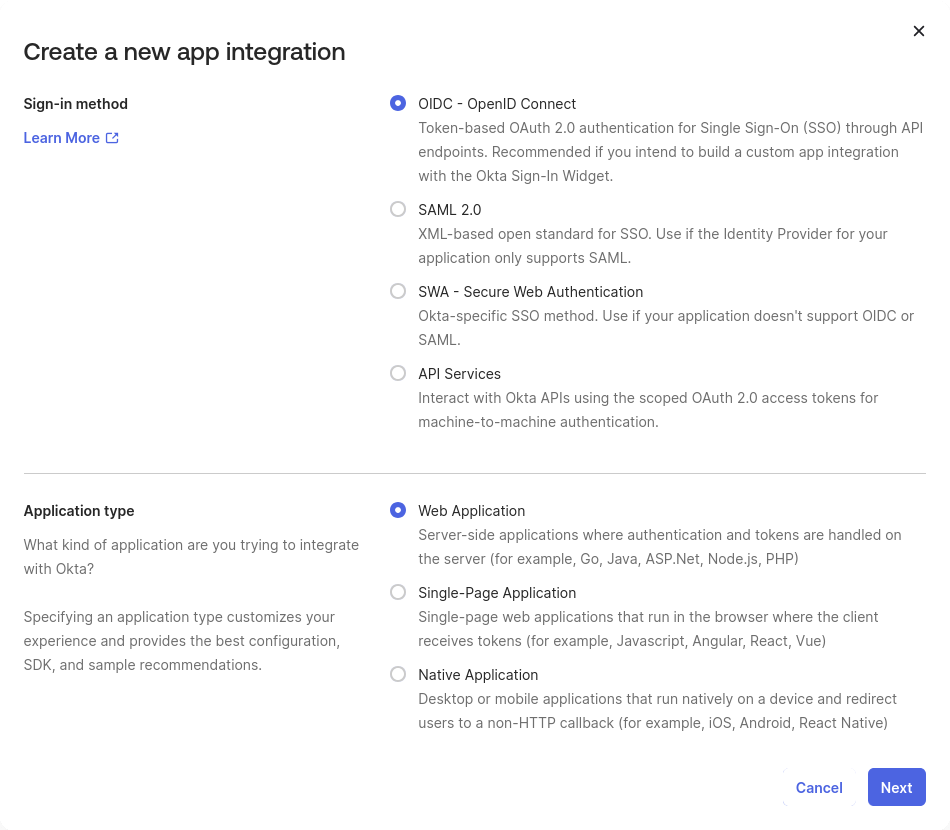 Create a new app integration
Sign-in method
Learn More
OIDC - OpenID Connect
Token-based OAuth 2.0 authentication for Single Sign-On (SSO) through API
endpoints. Recommended if you intend to build a custom app integration
with the Okta Sign-In Widget.
SAML 2.0
XML-based open standard for SSO. Use if the Identity Provider for your
application only supports SAML.
SWA - Secure Web Authentication
Okta-specific SSO method. Use if your application doesn't support OIDC or
SAML.
API Services
Interact with Okta APIs using the scoped OAuth 2.0 access tokens for
machine-to-machine authentication.
Application type
What kind of application are you trying to integrate
with Okta?
Specifying an application type customizes your
experience and provides the best configuration,
SDK, and sample recommendations.
Web Application
Server-side applications where authentication and tokens are handled on
the server (for example, Go, Java, ASP.Net, Node.js, PHP)
Single-Page Application
Single-page web applications that run in the browser where the client
receives tokens (for example, Javascript, Angular, React, Vue)
Native Application
Desktop or mobile applications that run natively on a device and redirect
users to a non-HTTP callback (for example, iOS, Android, React Native)
Cancel
Next